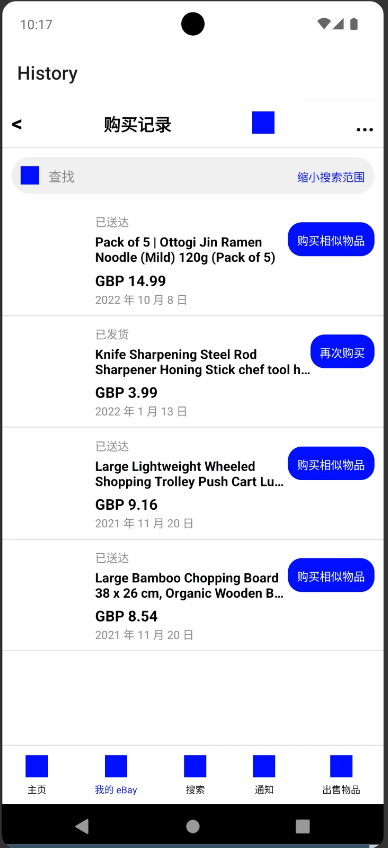 10:17
History
< 购买记录 ...
查找 缩小搜索范围
已送达
Pack of 5 | Ottogi Jin Ramen
Noodle (Mild) 120g (Pack of 5)
购买相似物品
GBP 14.99
2022 年 10 月 8 日
已发货
Knife Sharpening Steel Rod
Sharpener Honing Stick chef tool h...
再次购买
GBP 3.99
2022 年 1 月 13 日
已送达
Large Lightweight Wheeled
Shopping Trolley Push Cart Lu...
购买相似物品
GBP 9.16
2021 年 11 月 20 日
已送达
Large Bamboo Chopping Board
38 x 26 cm, Organic Wooden B...
购买相似物品
GBP 8.54
2021 年 11 月 20 日
主页 我的 eBay 搜索 通知 出售物品